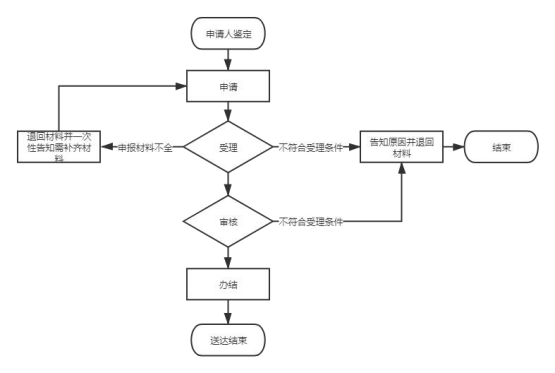 申请人鉴定
申请
退回材料并一次
性告知需补齐材
料
申报材料不全
受理
不符合受理条件
告知原因并退回
材料
结束
审核
不符合受理条件
办结
送达结束